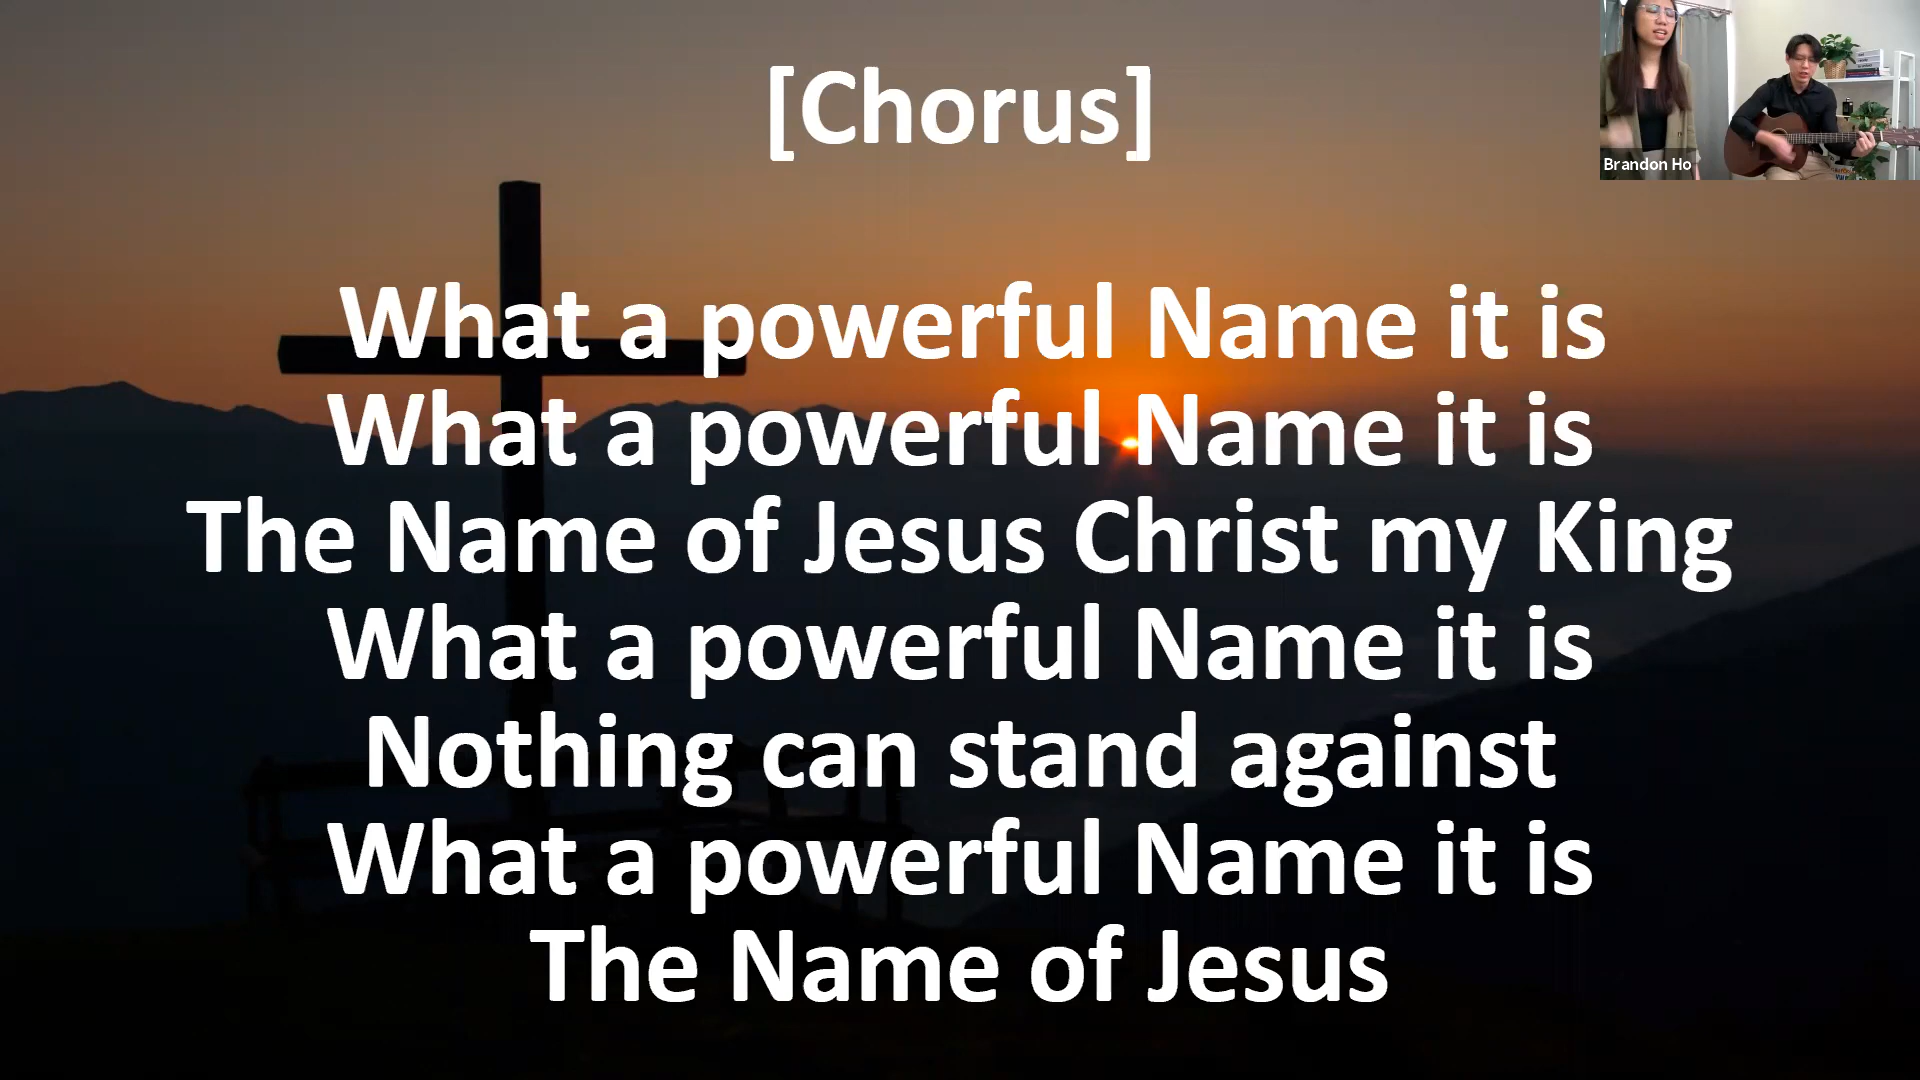 [Chorus]
What a powerful Name it is
What a powerful Name it is
The Name of Jesus Christ my King
What a powerful Name it is
Nothing can stand against
What a powerful Name it is
The Name of Jesus
Brandon Ho